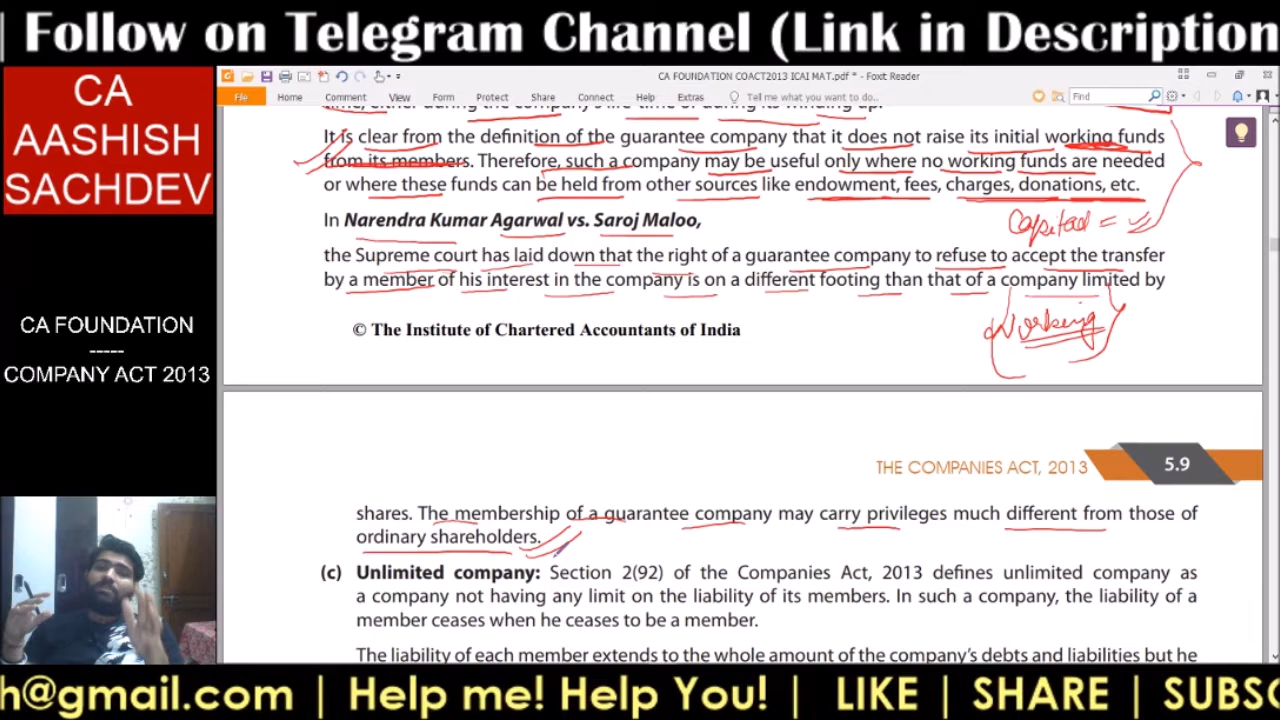 | Follow on Telegram Channel (Link in Description
CA
AASHISH
SACHDEV
CA FOUNDATION
-----
COMPANY ACT 2013
CA FOUNDATION COACT2013 ICAI MAT.pdf * - Foxit Reader
File Home Comment View Form Protect Share Connect Help Extras Tell me what you want to do.. Find
It is clear from the definition of the guarantee company that it does not raise its initial working funds
from its members. Therefore, such a company may be useful only where no working funds are needed
or where these funds can be held from other sources like endowment, fees, charges, donations, etc.
In Narendra Kumar Agarwal vs. Saroj Maloo,
Capital =
the Supreme court has laid down that the right of a guarantee company to refuse to accept the transfer
by a member of his interest in the company is on a different footing than that of a company limited by
Working
© The Institute of Chartered Accountants of India
THE COMPANIES ACT, 2013 5.9
shares. The membership of a guarantee company may carry privileges much different from those of
ordinary shareholders.
(c) Unlimited company: Section 2(92) of the Companies Act, 2013 defines unlimited company as
a company not having any limit on the liability of its members. In such a company, the liability of a
member ceases when he ceases to be a member.
The liability of each member extends to the whole amount of the company's debts and liabilities but he
h@gmail.com | Help me! Help You! | LIKE | SHARE | SUBSC